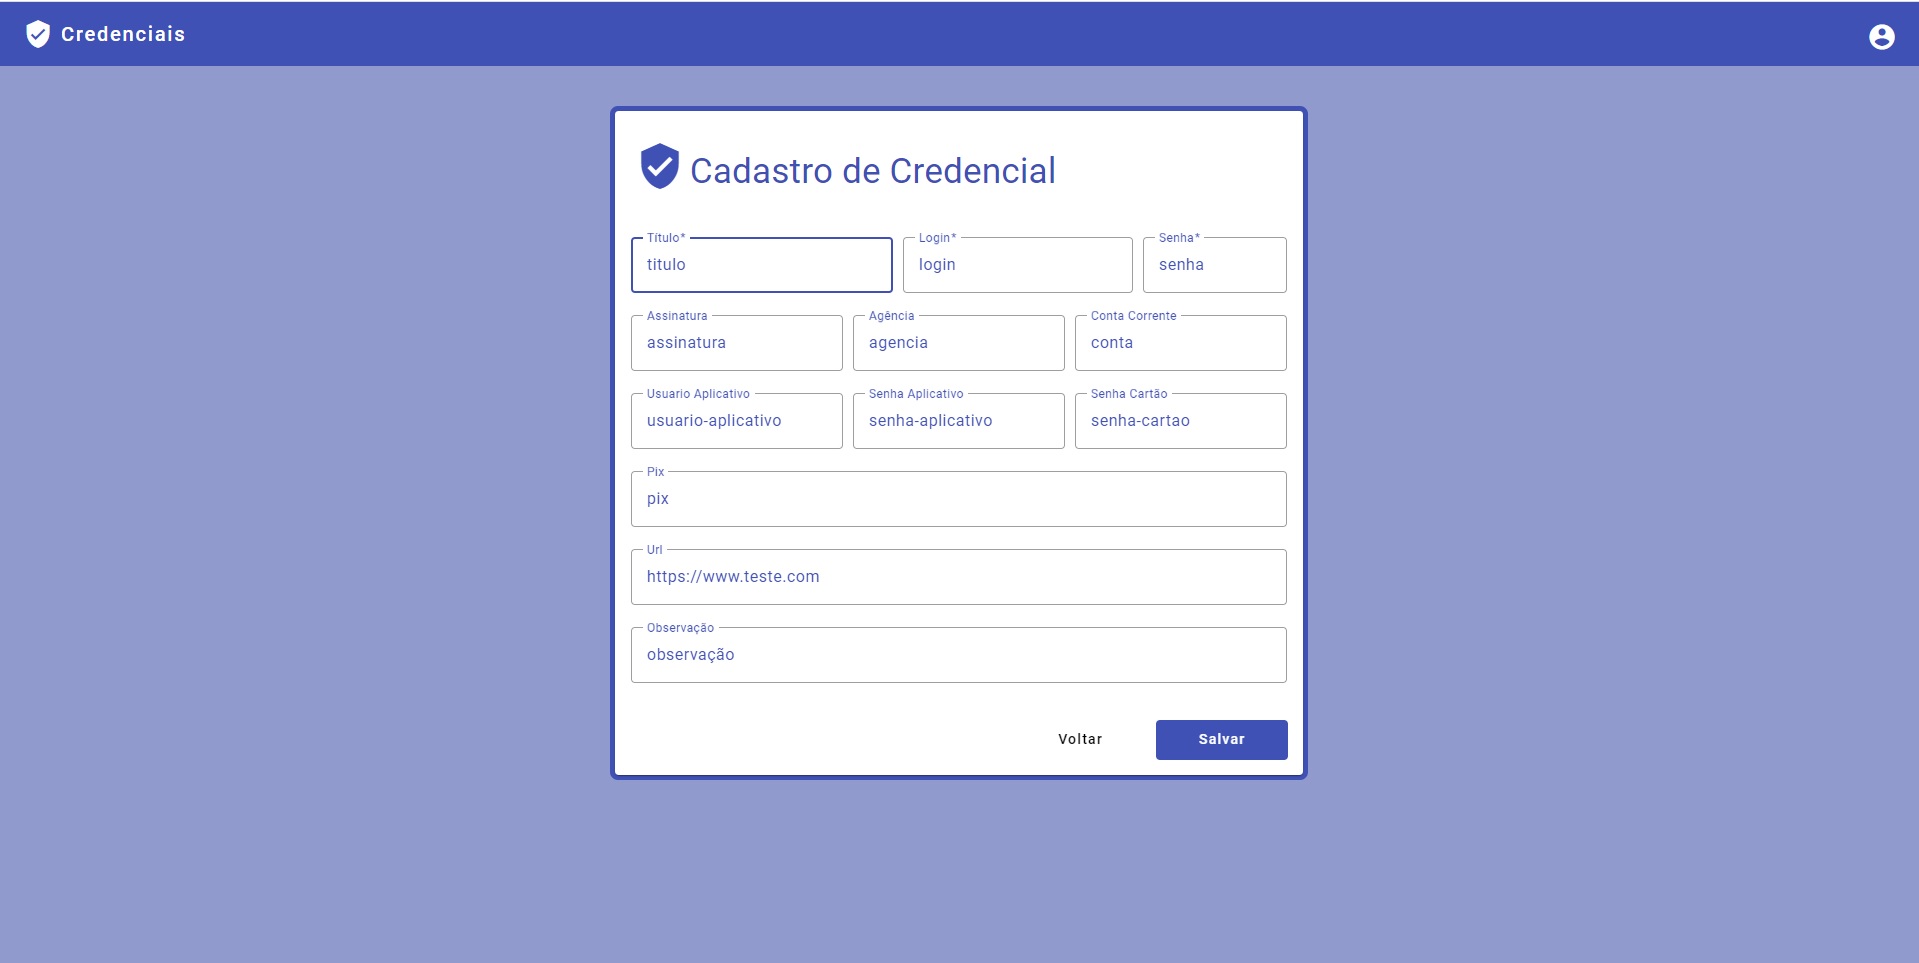 Credenciais
Cadastro de Credencial
Título* Login* Senha*
titulo login senha
Assinatura Agência Conta Corrente
assinatura agencia conta
Usuario Aplicativo Senha Aplicativo Senha Cartão
usuario-aplicativo senha-aplicativo senha-cartao
Pix
pix
Url
https://www.teste.com
Observação
observação
Voltar Salvar